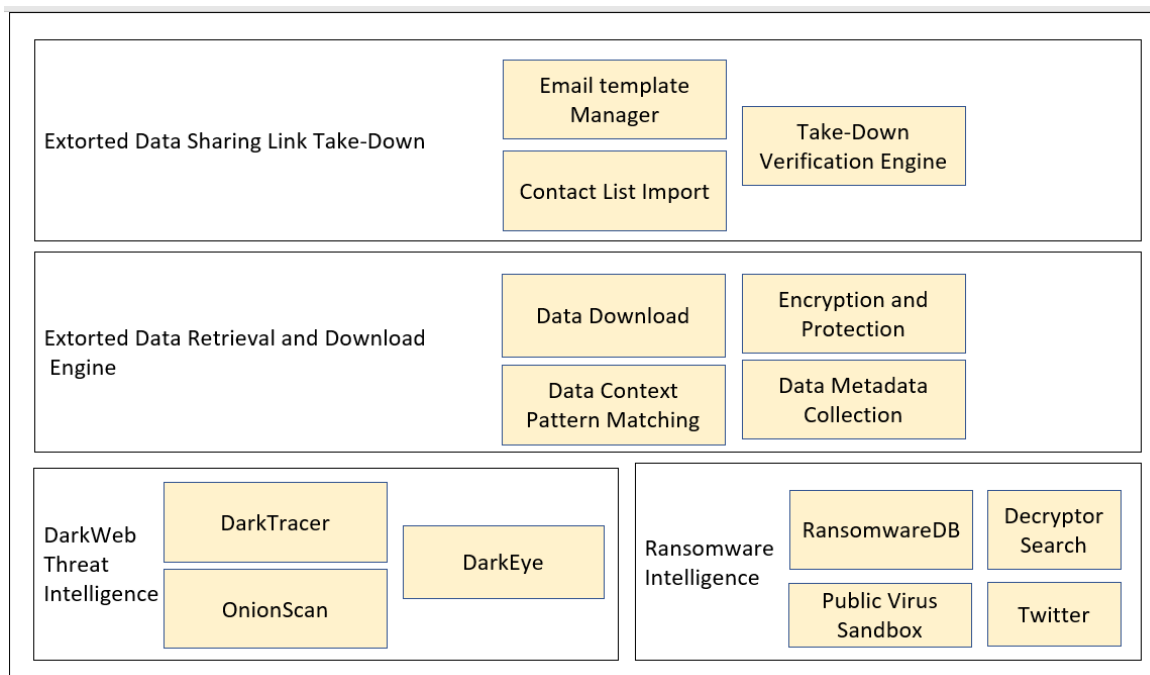 Extorted Data Sharing Link Take-Down
Email template
Manager
Contact List Import
Take-Down
Verification Engine
Extorted Data Retrieval and Download
Engine
Data Download
Encryption and
Protection
Data Context
Pattern Matching
Data Metadata
Collection
DarkWeb
Threat
Intelligence
DarkTracer
OnionScan
DarkEye
Ransomware
Intelligence
RansomwareDB
Decryptor
Search
Public Virus
Sandbox
Twitter